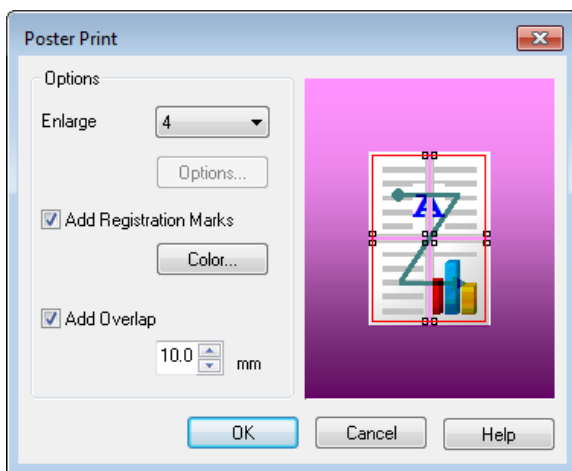 Poster Print
Options
Enlarge
4
Options...
Add Registration Marks
Color...
Add Overlap
10.0
mm
A
OK
Cancel
Help